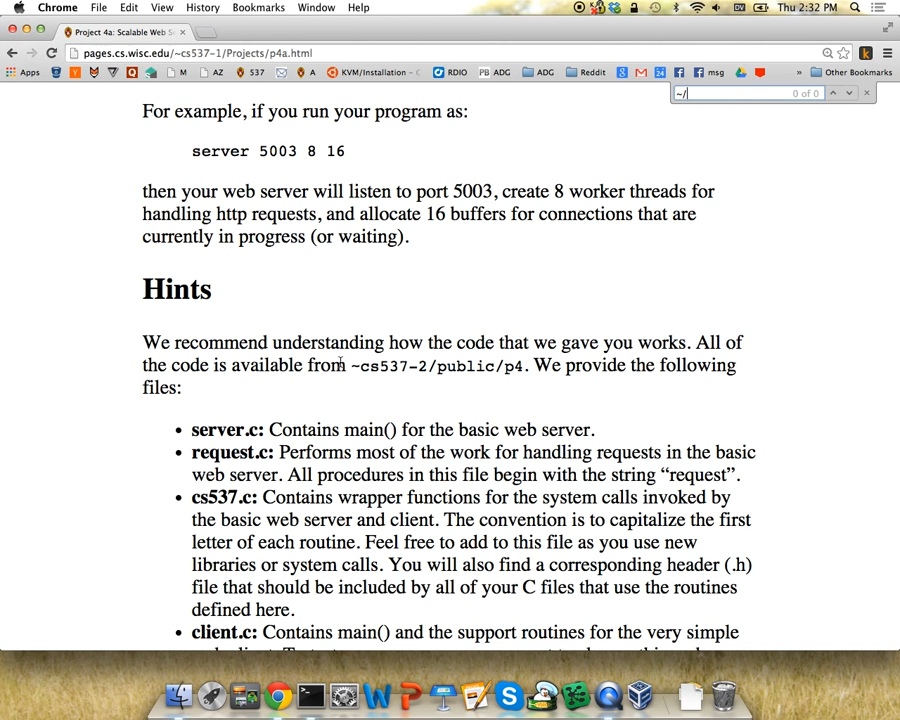 Chrome File Edit View History Bookmarks Window Help Thu 2:32 PM
Project 4a: Scalable Web S
pages.cs.wisc.edu/~cs537-1/Projects/p4a.html
Apps M AZ 537 A KVM/Installation - RDIO PB ADG ADG Reddit 24 msg » Other Bookmarks
~/ 0 of 0
For example, if you run your program as:
server 5003 8 16
then your web server will listen to port 5003, create 8 worker threads for
handling http requests, and allocate 16 buffers for connections that are
currently in progress (or waiting).
Hints
We recommend understanding how the code that we gave you works. All of
the code is available from ~cs537-2/public/p4. We provide the following
files:
• server.c: Contains main() for the basic web server.
• request.c: Performs most of the work for handling requests in the basic
web server. All procedures in this file begin with the string “request”.
• cs537.c: Contains wrapper functions for the system calls invoked by
the basic web server and client. The convention is to capitalize the first
letter of each routine. Feel free to add to this file as you use new
libraries or system calls. You will also find a corresponding header (.h)
file that should be included by all of your C files that use the routines
defined here.
• client.c: Contains main() and the support routines for the very simple